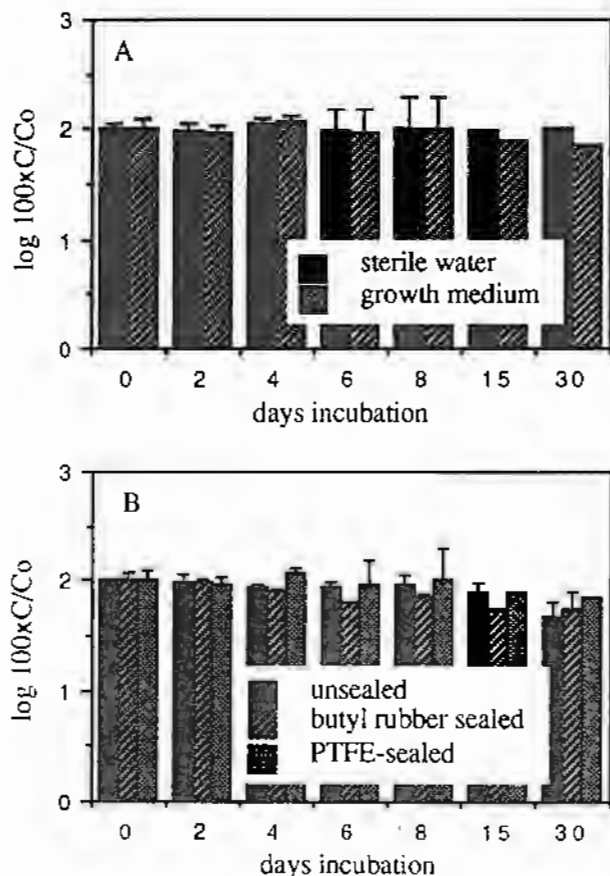 A
log 100xC/Co
3
2
1
0
sterile water
growth medium
0 2 4 6 8 15 30
days incubation
B
log 100xC/Co
3
2
1
0
unsealed
butyl rubber sealed
PTFE-sealed
0 2 4 6 8 15 30
days incubation